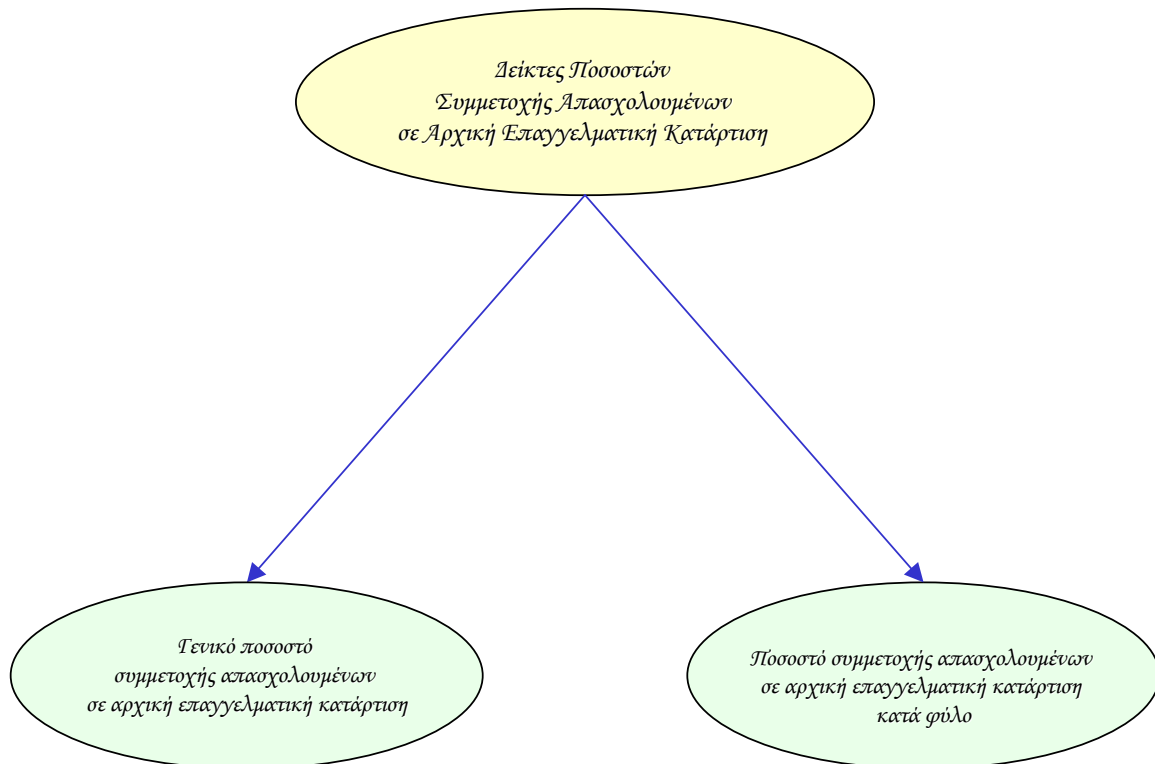 Δείκτες Ποσοστών
Συμμετοχής Απασχολουμένων
σε Αρχική Επαγγελματική Κατάρτιση
Γενικό ποσοστό
συμμετοχής απασχολουμένων
σε αρχική επαγγελματική κατάρτιση
Ποσοστό συμμετοχής απασχολουμένων
σε αρχική επαγγελματική κατάρτιση
κατά φύλο